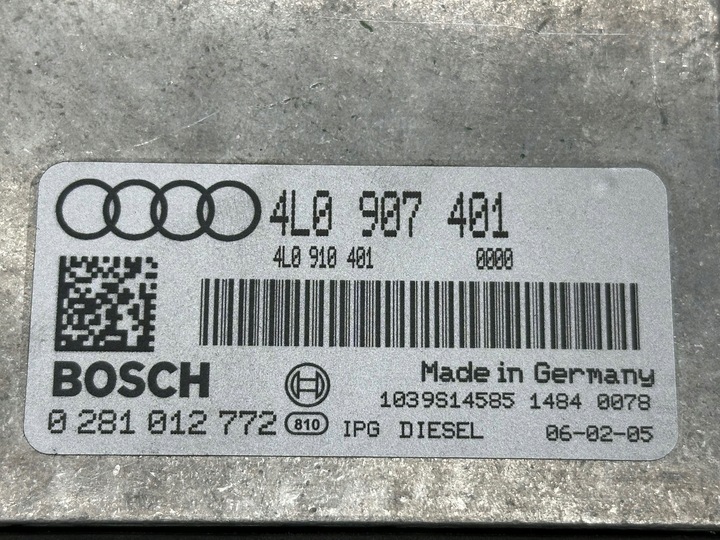 4L0 907 401
4L0 910 401 0000
BOSCH
Made in Germany
1039S14585 1484 0078
0 281 012 772 810 IPG DIESEL 06-02-05